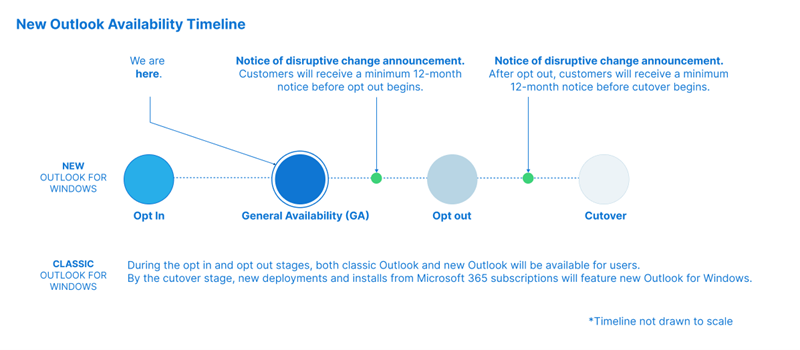 New Outlook Availability Timeline
We are
here.
Notice of disruptive change announcement.
Customers will receive a minimum 12-month
notice before opt out begins.
Notice of disruptive change announcement.
After opt out, customers will receive a minimum
12-month notice before cutover begins.
NEW
OUTLOOK FOR
WINDOWS
Opt In
General Availability (GA)
Opt out
Cutover
CLASSIC
OUTLOOK FOR
WINDOWS
During the opt in and opt out stages, both classic Outlook and new Outlook will be available for users.
By the cutover stage, new deployments and installs from Microsoft 365 subscriptions will feature new Outlook for Windows.
*Timeline not drawn to scale